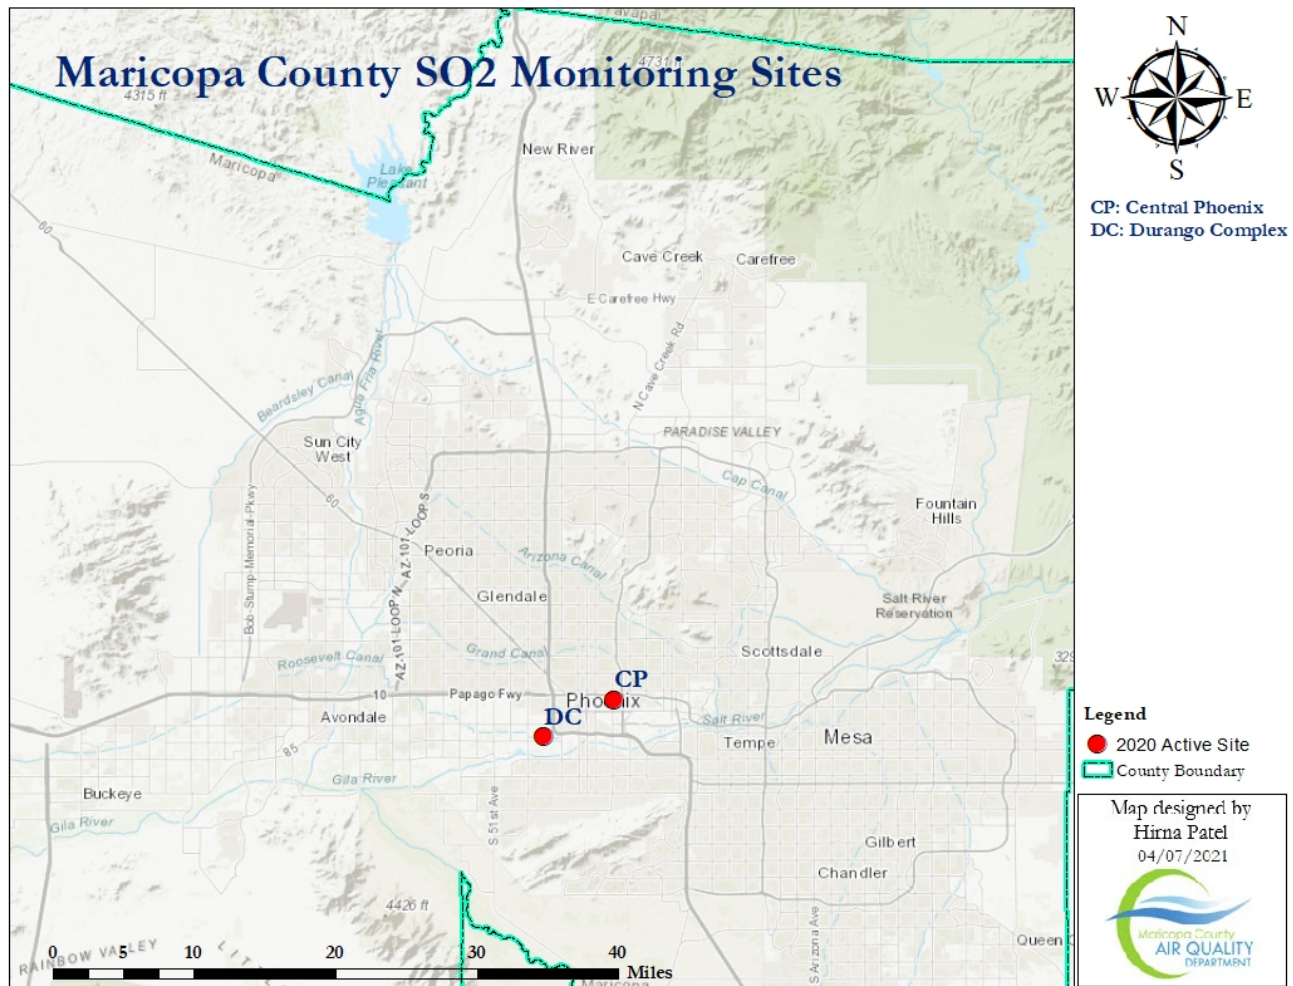 Maricopa County SO2 Monitoring Sites
Yavapai
4731 ft
4315 ft
Maricopa
Lake
Pleasant
New River
N
W
E
S
CP: Central Phoenix
DC: Durango Complex
60
Cave Creek
Carefree
E Carefree Hwy
Agua Fria River
N Cave Creek Rd
Beardsley Canal
Sun City
West
PARADISE VALLEY
Cap Canal
60
Fountain
Hills
Bob-Stump-Memorial-Pkwy
AZ-101-LOOP S
Peoria
Arizona Canal
Glendale
Salt River
Reservation
AZ-101-LOOP N
Roosevelt Canal
Grand Canal
Scottsdale
329
CP
10
Papago Fwy
Phoenix
DC
Avondale
Salt River
Tempe
Mesa
85
Gila River
Buckeye
Gila River
S 51st Ave
Gilbert
Chandler
4426 ft
S Arizona Ave
Queen
RAINBOW VALLEY
0 5 10 20 30 40
Miles
Maricopa
Legend
2020 Active Site
County Boundary
Map designed by
Hirna Patel
04/07/2021
Maricopa County
AIR QUALITY
DEPARTMENT